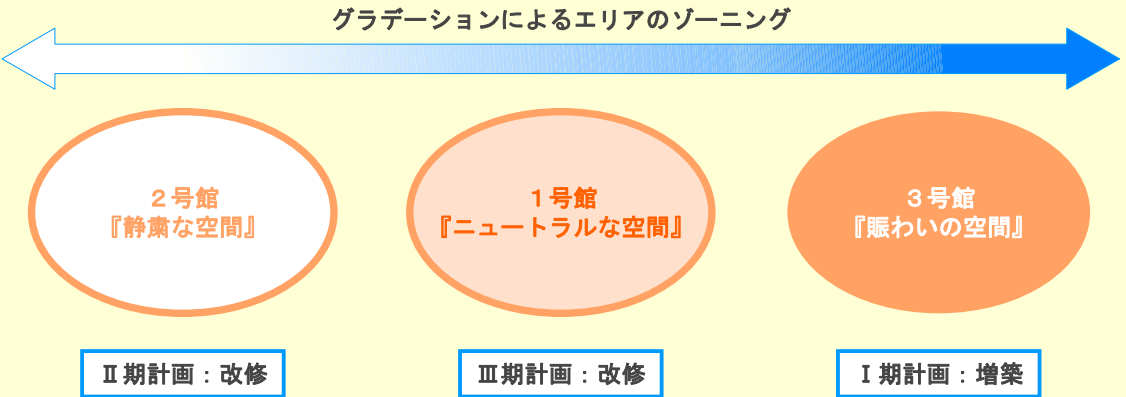 グラデーションによるエリアのゾーニング
２号館
『静粛な空間』
１号館
『ニュートラルな空間』
３号館
『賑わいの空間』
Ⅱ期計画：改修
Ⅲ期計画：改修
Ⅰ期計画：増築